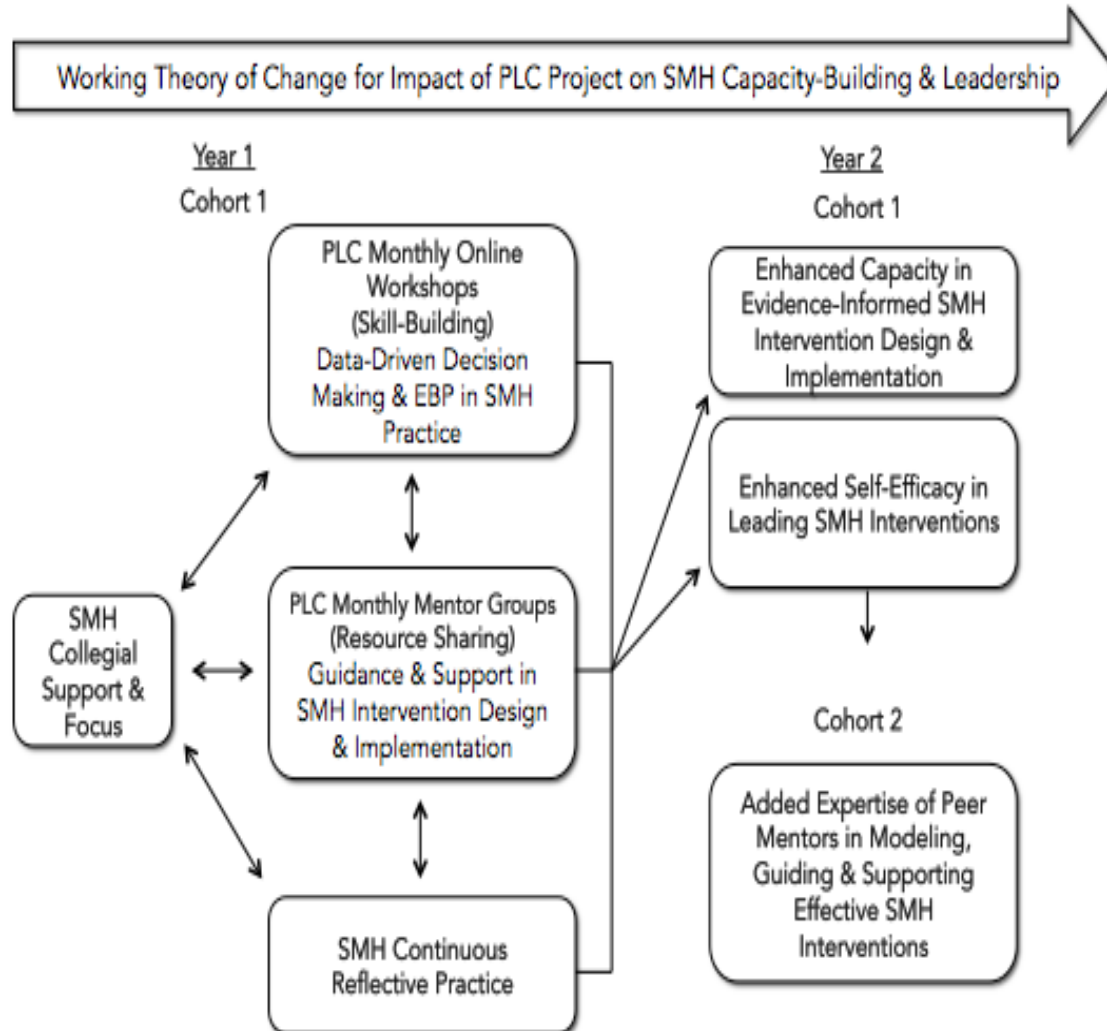 Working Theory of Change for Impact of PLC Project on SMH Capacity-Building & Leadership
Year 1
Cohort 1
PLC Monthly Online
Workshops
(Skill-Building)
Data-Driven Decision
Making & EBP in SMH
Practice
SMH
Collegial
Support &
Focus
PLC Monthly Mentor Groups
(Resource Sharing)
Guidance & Support in
SMH Intervention Design
& Implementation
SMH Continuous
Reflective Practice
Year 2
Cohort 1
Enhanced Capacity in
Evidence-Informed SMH
Intervention Design &
Implementation
Enhanced Self-Efficacy in
Leading SMH Interventions
Cohort 2
Added Expertise of Peer
Mentors in Modeling,
Guiding & Supporting
Effective SMH
Interventions